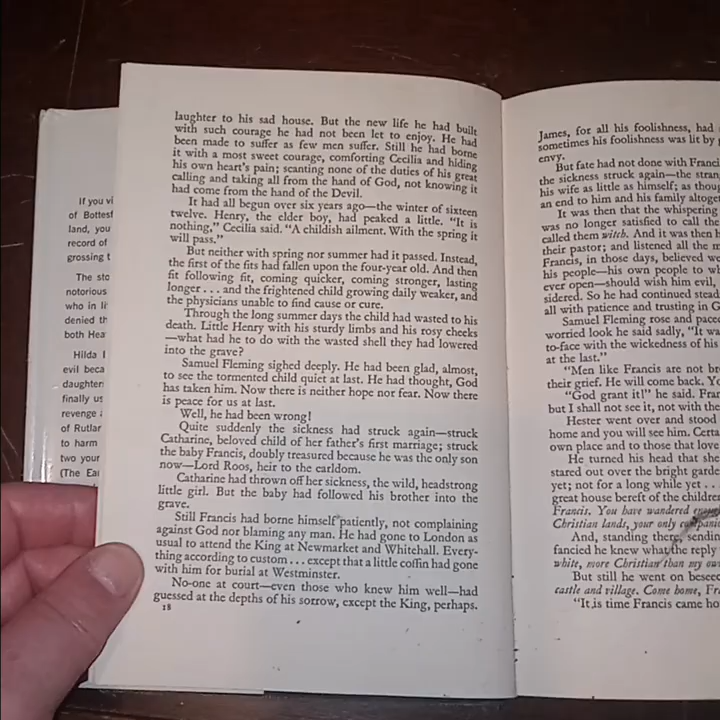 If you vi
of Bottesf
land, you
record of
grossing t
The sto
notorious
who in li
denied th
both Hea
Hilda I
evil beca
daughters
finally us
revenge a
of Rutlar
to harm
two your
(The Ear
laughter to his sad house. But the new life he had built
with such courage he had not been let to enjoy. He had
been made to suffer as few men suffer. Still he had borne
it with a most sweet courage, comforting Cecilia and hiding
his own heart's pain; scanting none of the duties of his great
calling and taking all from the hand of God, not knowing it
had come from the hand of the Devil.
It had all begun over six years ago—the winter of sixteen
twelve. Henry, the elder boy, had peaked a little. "It is
nothing," Cecilia said. "A childish ailment. With the spring it
will pass."
But neither with spring nor summer had it passed. Instead,
the first of the fits had fallen upon the four-year old. And then
fit following fit, coming quicker, coming stronger, lasting
longer . . . and the frightened child growing daily weaker, and
the physicians unable to find cause or cure.
Through the long summer days the child had wasted to his
death. Little Henry with his sturdy limbs and his rosy cheeks
—what had he to do with the wasted shell they had lowered
into the grave?
Samuel Fleming sighed deeply. He had been glad, almost,
to see the tormented child quiet at last. He had thought, God
has taken him. Now there is neither hope nor fear. Now there
is peace for us at last.
Well, he had been wrong!
Quite suddenly the sickness had struck again—struck
Catharine, beloved child of her father's first marriage; struck
the baby Francis, doubly treasured because he was the only son
now—Lord Roos, heir to the earldom.
Catharine had thrown off her sickness, the wild, headstrong
little girl. But the baby had followed his brother into the
grave.
Still Francis had borne himself patiently, not complaining
against God nor blaming any man. He had gone to London as
usual to attend the King at Newmarket and Whitehall. Every-
thing according to custom . . . except that a little coffin had gone
with him for burial at Westminster.
No-one at court—even those who knew him well—had
guessed at the depths of his sorrow, except the King, perhaps.
18
James, for all his foolishness, had
sometimes his foolishness was lit by
envy.
But fate had not done with Franci
the sickness struck again—the stran
his wife as little as himself; as thoug
an end to him and his family altoget
It was then that the whispering
was no longer satisfied to call the
called them witch. And it was then h
their pastor; and listened all the m
Francis, in those days, believed w
his people—his own people to wh
ever open—should wish him evil,
sidered. So he had continued stead
all with patience and trusting in G
Samuel Fleming rose and paced
worried look he said sadly, "It wa
to-face with the wickedness of his
at the last."
"Men like Francis are not br
their grief. He will come back. Yo
"God grant it!" he said. Fran
but I shall not see it, not with the
Hester went over and stood
home and you will see him. Certa
own place and to those that love
He turned his head that she
stared out over the bright garde
yet; not for a long while yet . .
great house bereft of the children
Francis. You have wandered enough
Christian lands, your only companio
And, standing there, sendin
fancied he knew what the reply
white, more Christian than my ow
But still he went on beseec
castle and village. Come home, Fr
"It is time Francis came ho